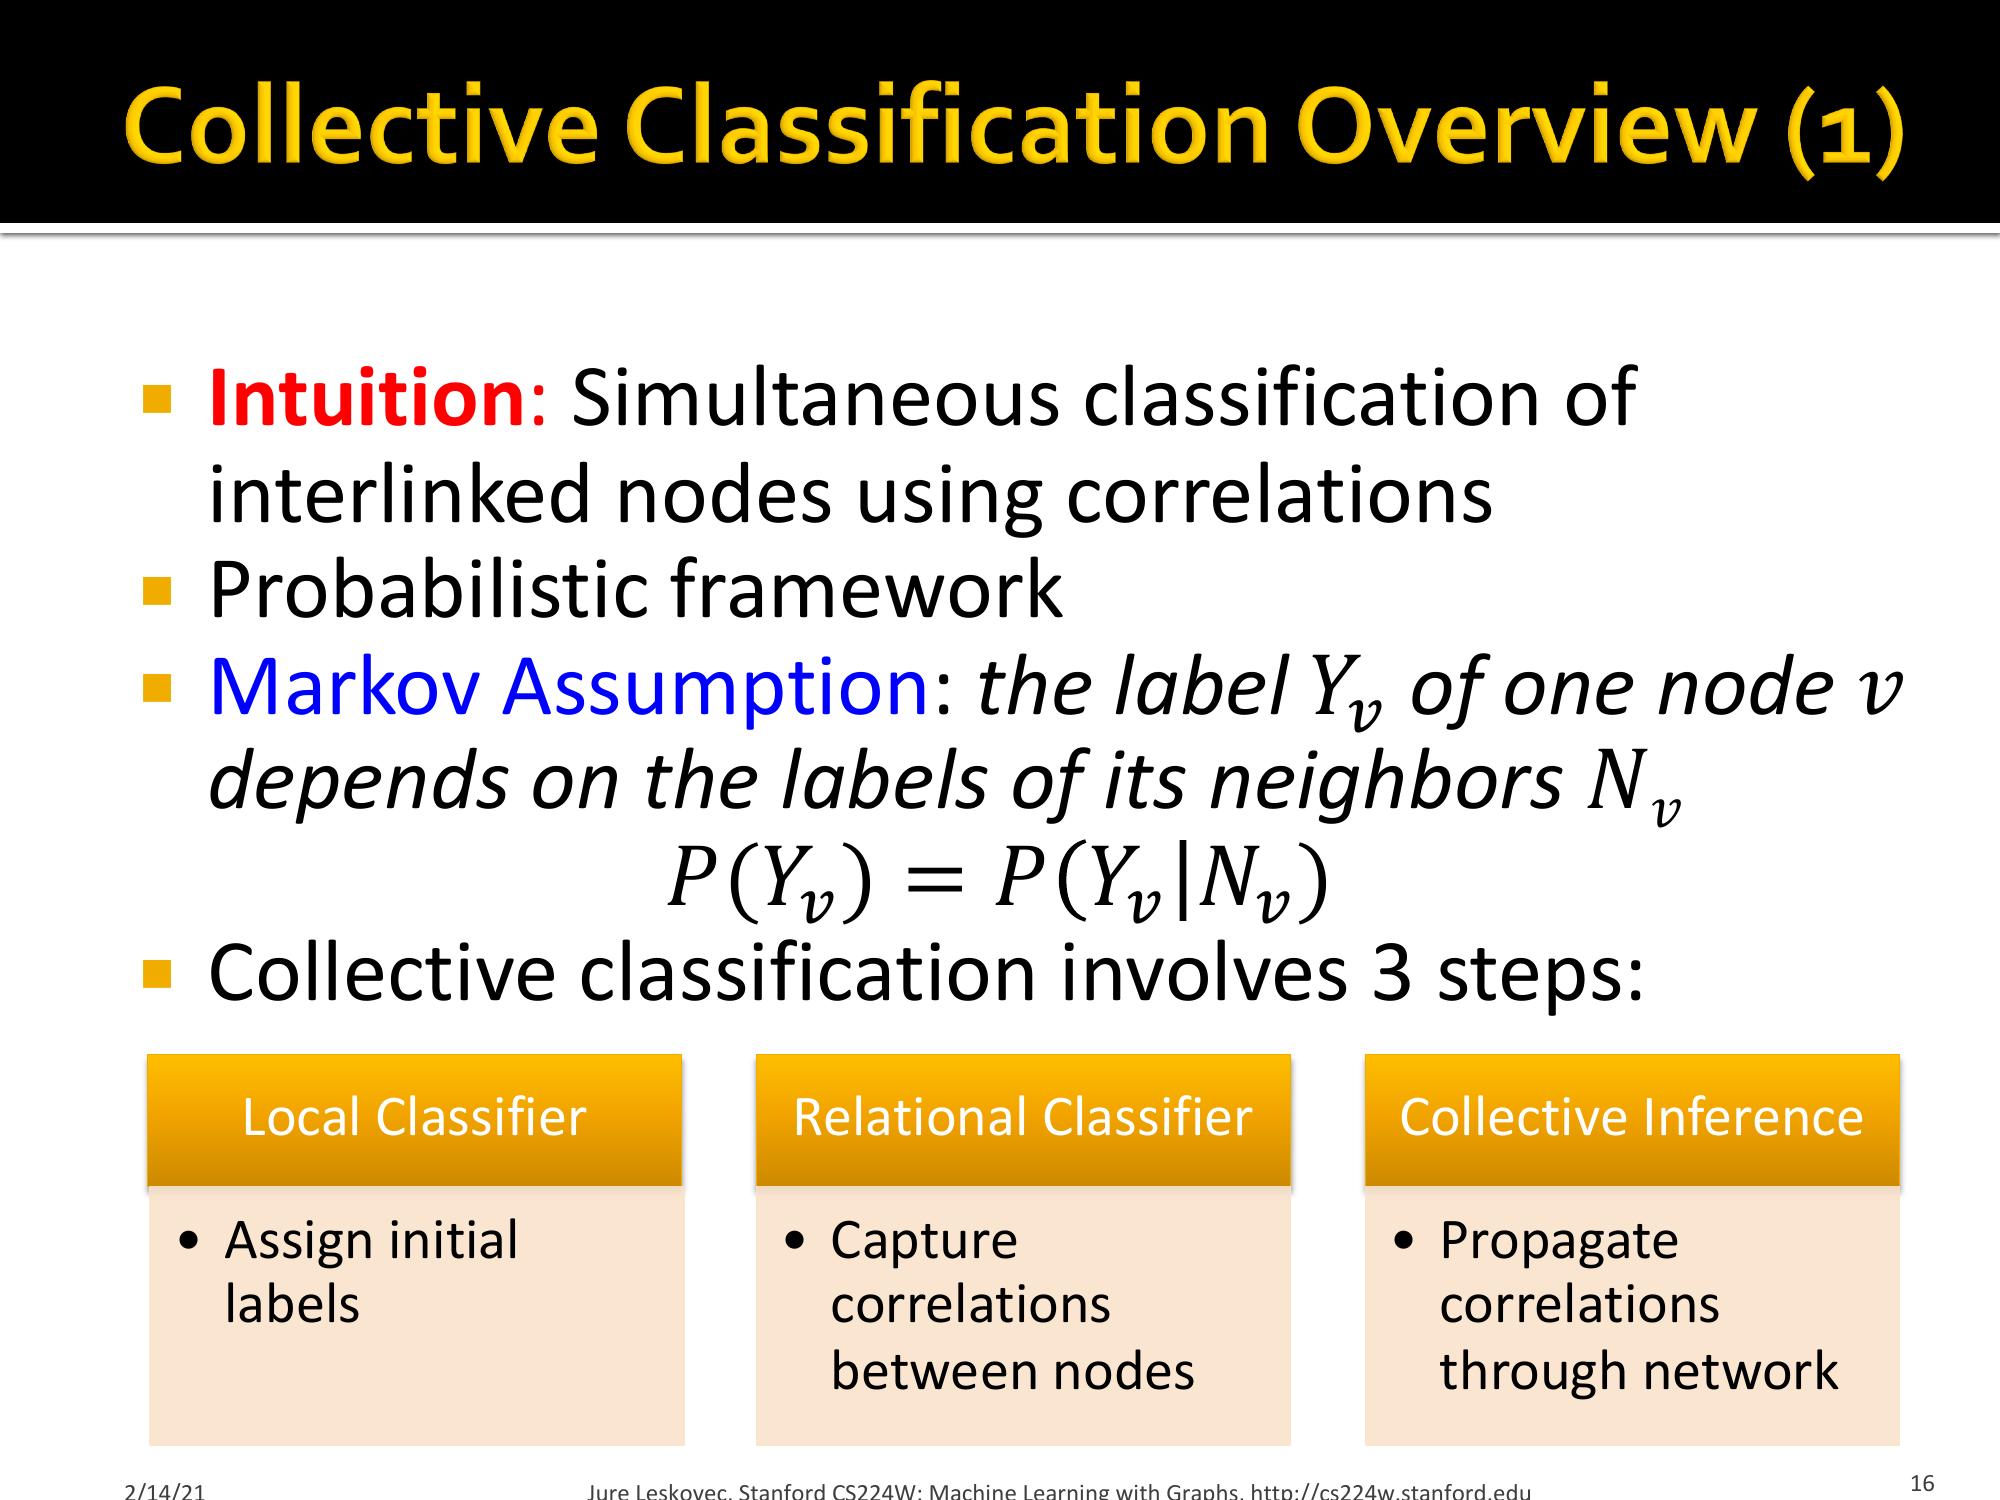 Collective Classification Overview (1)
Intuition: Simultaneous classification of
interlinked nodes using correlations
Probabilistic framework
Markov Assumption: the label Y_v of one node v
depends on the labels of its neighbors N_v
P(Y_v) = P(Y_v|N_v)
Collective classification involves 3 steps:
Local Classifier
• Assign initial
labels
Relational Classifier
• Capture
correlations
between nodes
Collective Inference
• Propagate
correlations
through network
2/14/21
Jure Leskovec, Stanford CS224W: Machine Learning with Graphs, http://cs224w.stanford.edu
16